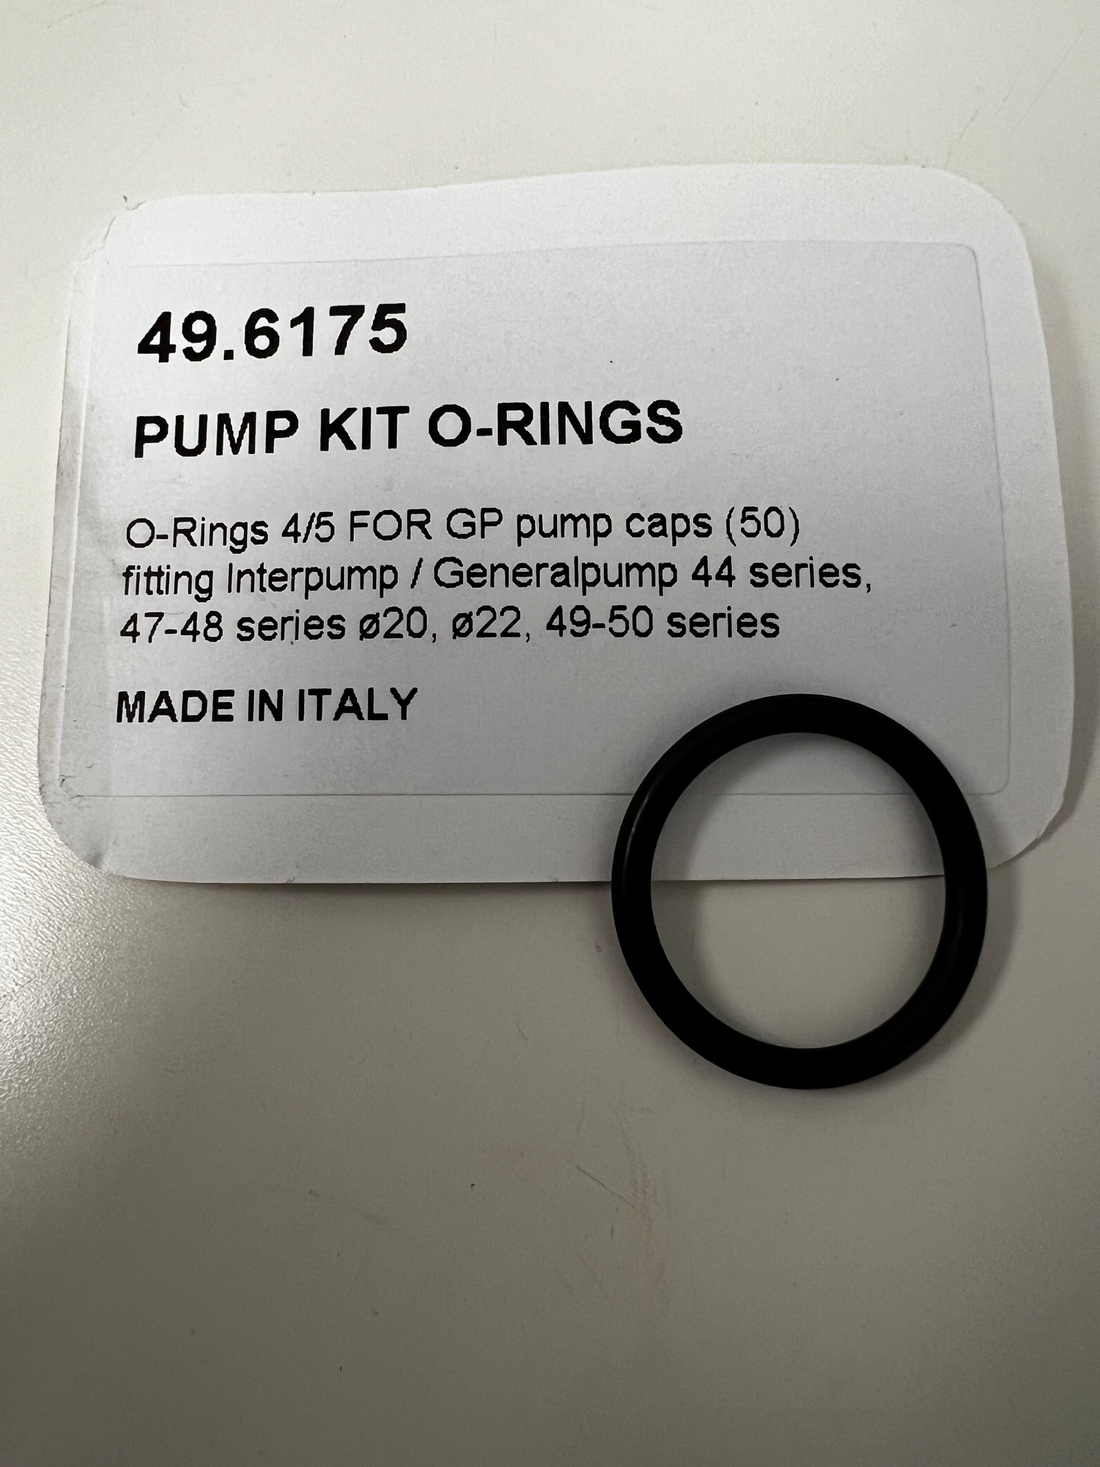 49.6175
PUMP KIT O-RINGS
O-Rings 4/5 FOR GP pump caps (50)
fitting Interpump / Generalpump 44 series,
47-48 series ø20, ø22, 49-50 series
MADE IN ITALY